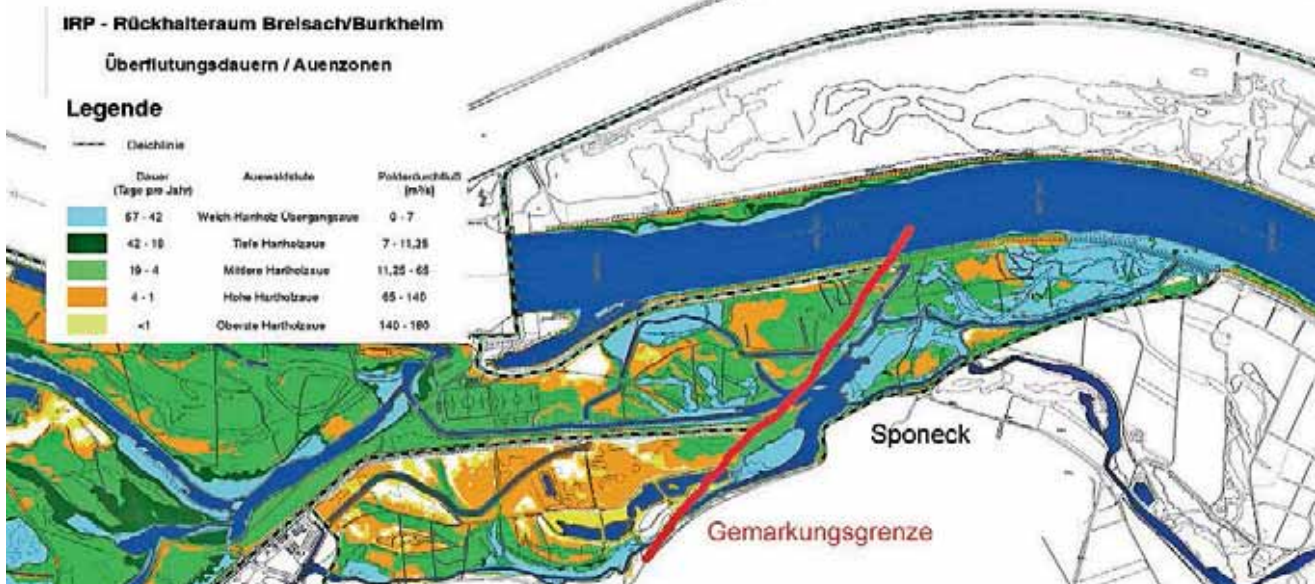 IRP - Rückhalteraum Breisach/Burkheim
Überflutungsdauern / Auenzonen
Legende
Deichlinie
Dauer (Tage pro Jahr) Auwaldstufe Polderdurchfluß (m³/s)
57 - 42 Weich-Hartholz Übergangsaue 0 - 7
42 - 19 Tiefe Hartholzaue 7 - 11,25
19 - 4 Mittlere Hartholzaue 11,25 - 65
4 - 1 Hohe Hartholzaue 65 - 140
<1 Oberste Hartholzaue 140 - 180
Sponeck
Gemarkungsgrenze